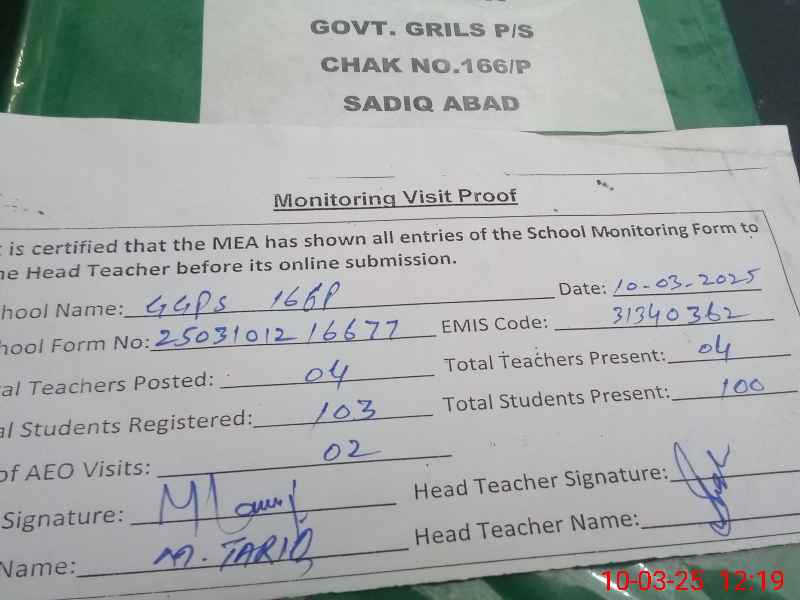 GOVT. GRILS P/S
CHAK NO.166/P
SADIQ ABAD
Monitoring Visit Proof
is certified that the MEA has shown all entries of the School Monitoring Form to
he Head Teacher before its online submission.
hool Name: GGPS 166P Date: 10-03-2025
hool Form No: 2503101216677 EMIS Code: 31340362
al Teachers Posted: 04 Total Teachers Present: 04
al Students Registered: 103 Total Students Present: 100
of AEO Visits: 02
Signature: Head Teacher Signature:
Name: M. TARIQ Head Teacher Name:
10-03-25 12:19